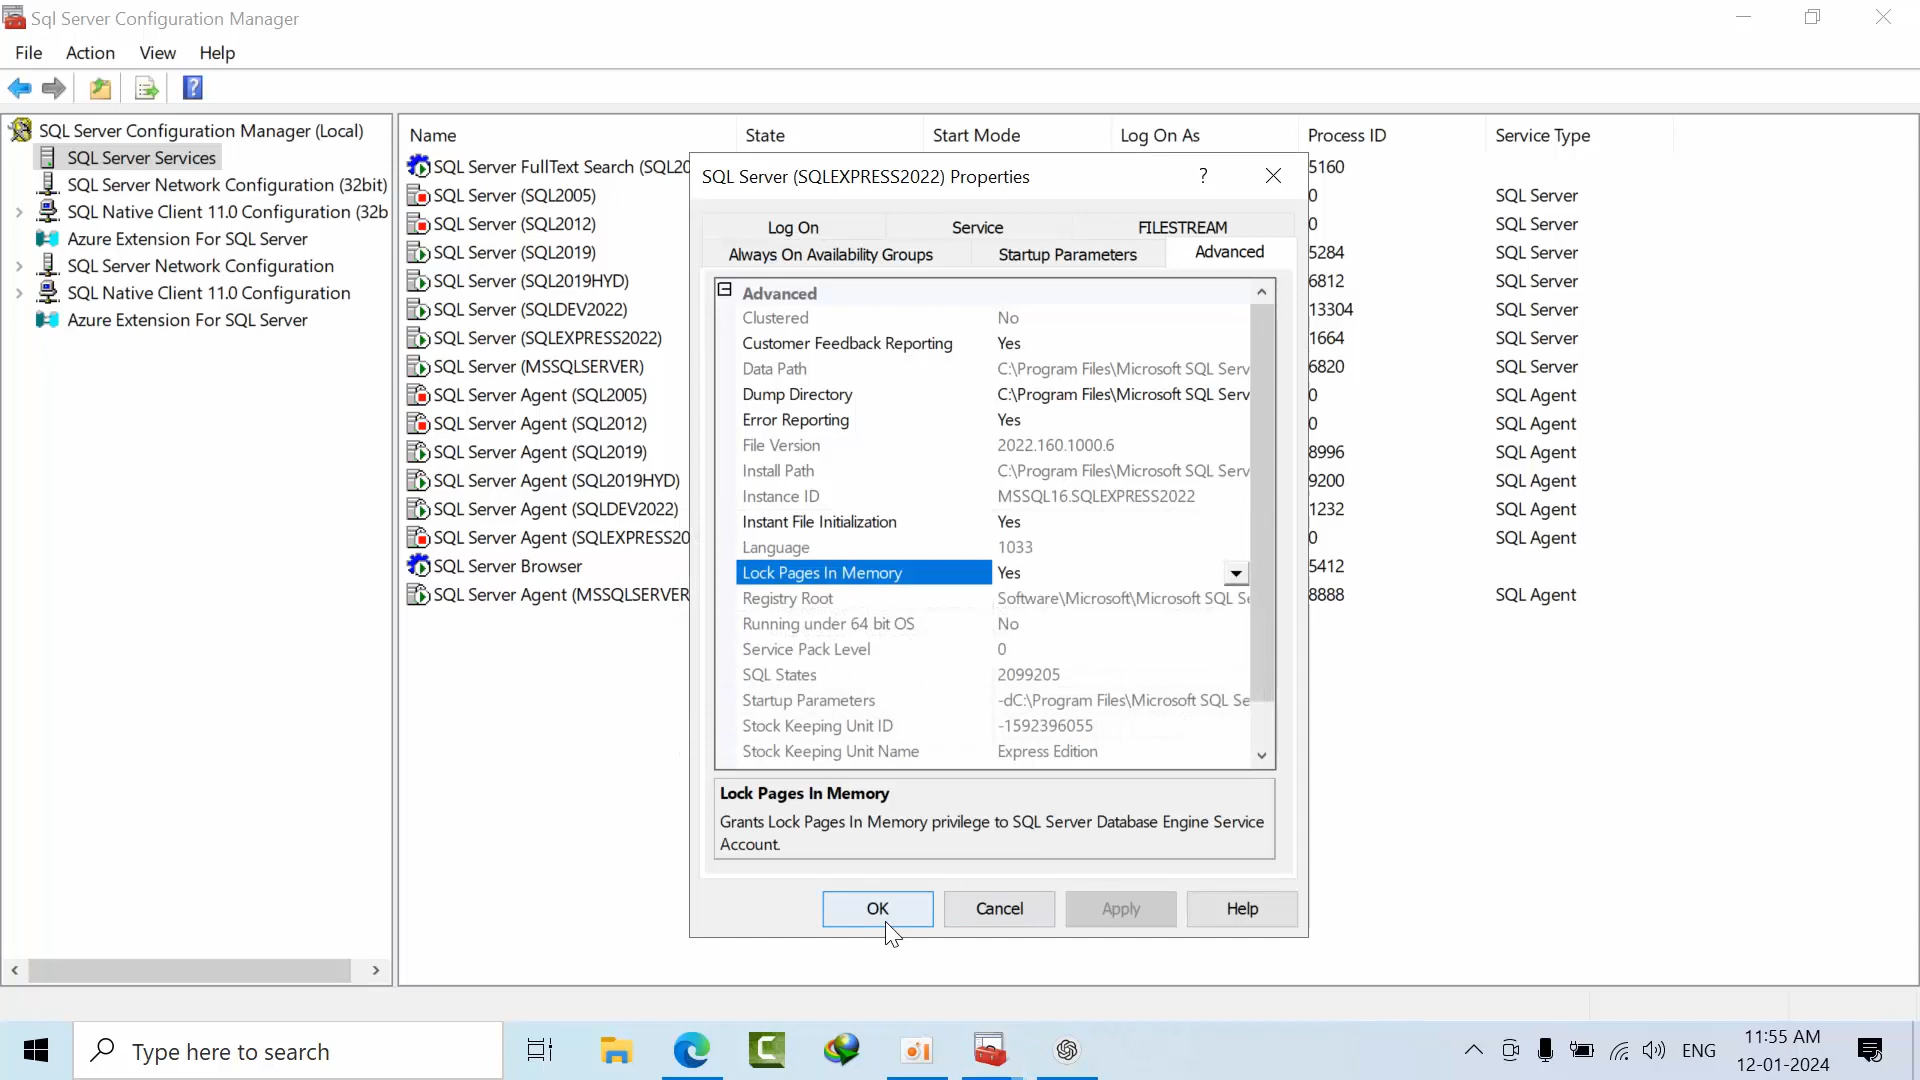 Sql Server Configuration Manager
File Action View Help
SQL Server Configuration Manager (Local)
SQL Server Services
SQL Server Network Configuration (32bit)
SQL Native Client 11.0 Configuration (32b
Azure Extension For SQL Server
SQL Server Network Configuration
SQL Native Client 11.0 Configuration
Azure Extension For SQL Server
Name State Start Mode Log On As Process ID Service Type
SQL Server FullText Search (SQL20 5160
SQL Server (SQL2005) 0 SQL Server
SQL Server (SQL2012) 0 SQL Server
SQL Server (SQL2019) 5284 SQL Server
SQL Server (SQL2019HYD) 6812 SQL Server
SQL Server (SQLDEV2022) 13304 SQL Server
SQL Server (SQLEXPRESS2022) 1664 SQL Server
SQL Server (MSSQLSERVER) 6820 SQL Server
SQL Server Agent (SQL2005) 0 SQL Agent
SQL Server Agent (SQL2012) 0 SQL Agent
SQL Server Agent (SQL2019) 8996 SQL Agent
SQL Server Agent (SQL2019HYD) 9200 SQL Agent
SQL Server Agent (SQLDEV2022) 1232 SQL Agent
SQL Server Agent (SQLEXPRESS20 0 SQL Agent
SQL Server Browser 5412
SQL Server Agent (MSSQLSERVER 8888 SQL Agent
SQL Server (SQLEXPRESS2022) Properties ?
Log On Service FILESTREAM
Always On Availability Groups Startup Parameters Advanced
Advanced
Clustered No
Customer Feedback Reporting Yes
Data Path C:\Program Files\Microsoft SQL Serv
Dump Directory C:\Program Files\Microsoft SQL Serv
Error Reporting Yes
File Version 2022.160.1000.6
Install Path C:\Program Files\Microsoft SQL Serv
Instance ID MSSQL16.SQLEXPRESS2022
Instant File Initialization Yes
Language 1033
Lock Pages In Memory Yes
Registry Root Software\Microsoft\Microsoft SQL Se
Running under 64 bit OS No
Service Pack Level 0
SQL States 2099205
Startup Parameters -dC:\Program Files\Microsoft SQL Se
Stock Keeping Unit ID -1592396055
Stock Keeping Unit Name Express Edition
Lock Pages In Memory
Grants Lock Pages In Memory privilege to SQL Server Database Engine Service
Account.
OK Cancel Apply Help
Type here to search
ENG
11:55 AM
12-01-2024